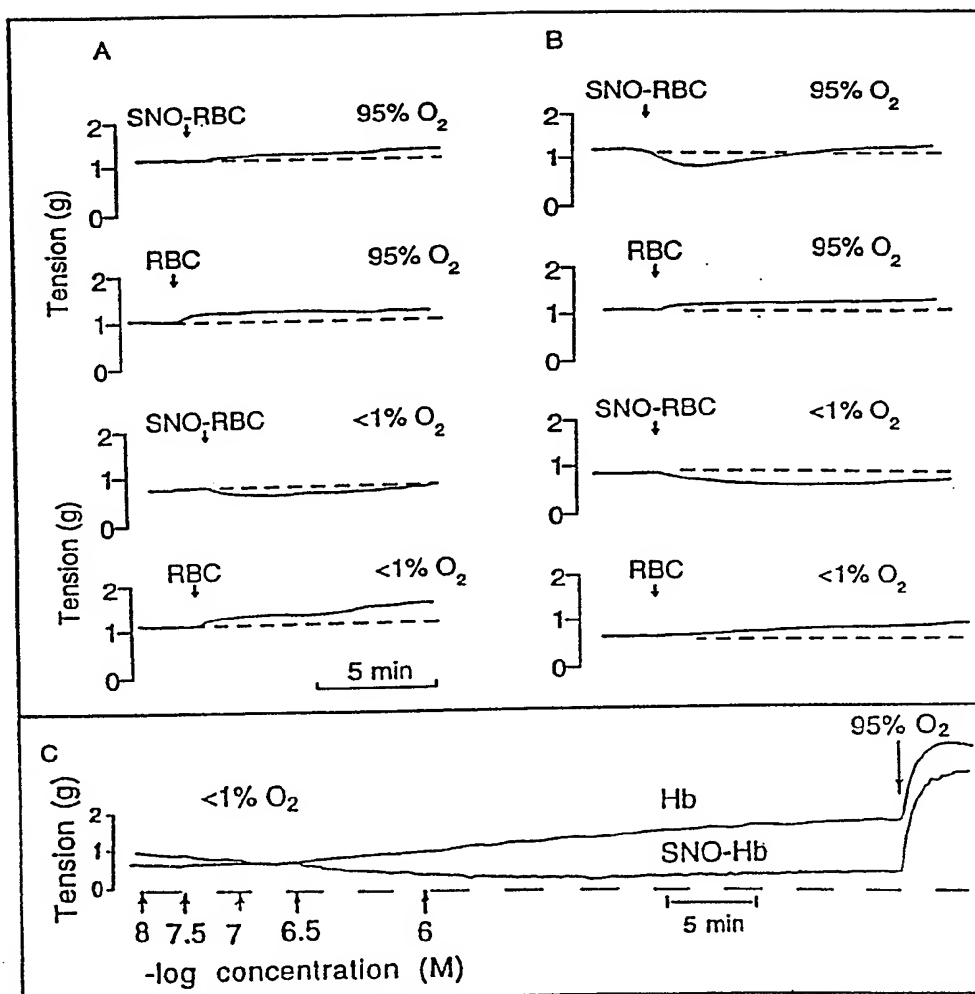 A
SNO-RBC 95% O₂
2
1
0
RBC 95% O₂
2
1
0
Tension (g)
SNO-RBC <1% O₂
2
1
0
RBC <1% O₂
2
1
0
Tension (g)
5 min
B
SNO-RBC 95% O₂
2
1
0
RBC 95% O₂
2
1
0
SNO-RBC <1% O₂
2
1
0
RBC <1% O₂
2
1
0
C
95% O₂
<1% O₂
Hb
SNO-Hb
2
1
0
Tension (g)
5 min
8 7.5 7 6.5 6
-log concentration (M)